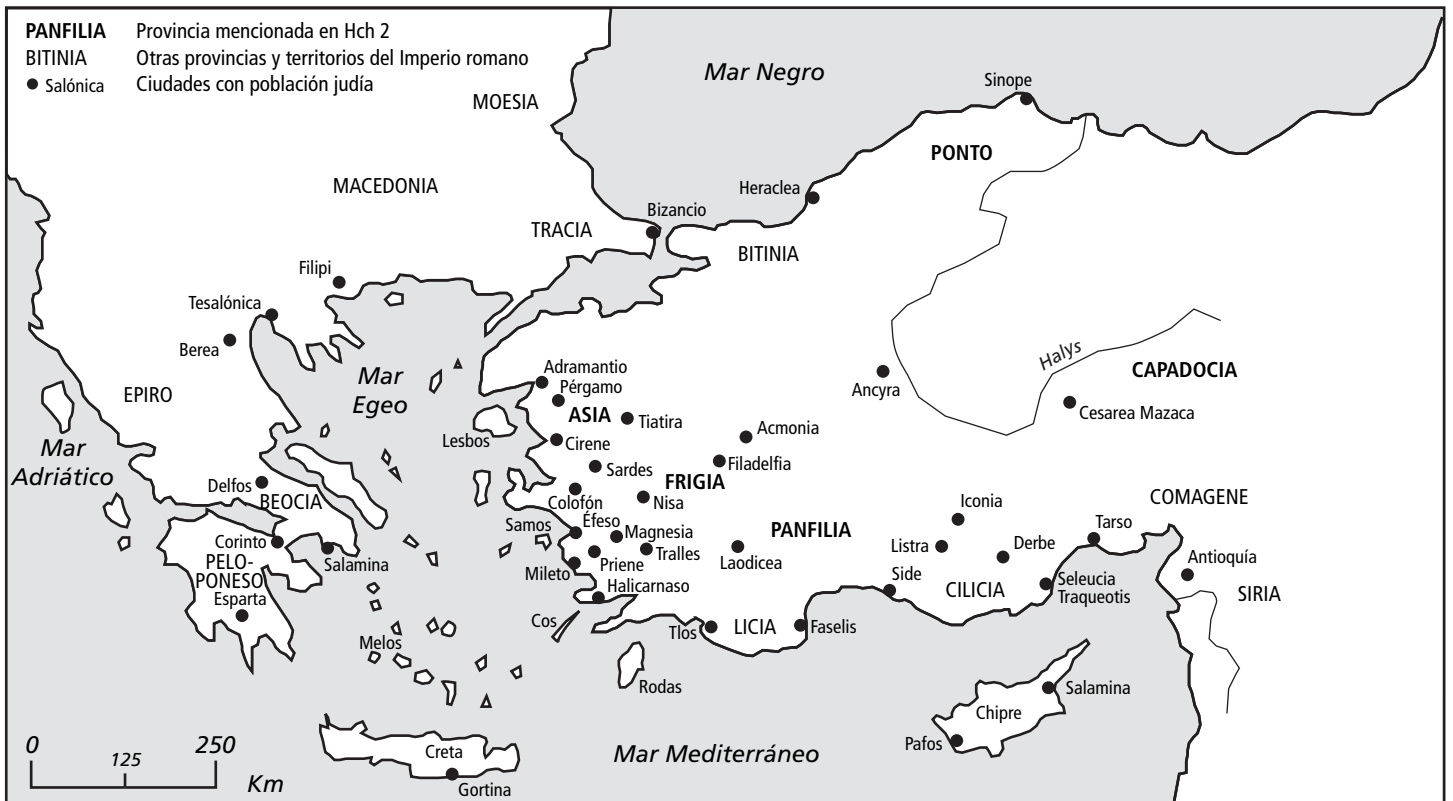 PANFILIA Provincia mencionada en Hch 2
BITINIA Otras provincias y territorios del Imperio romano
Salónica Ciudades con población judía
Mar Negro
Sinope
MOESIA
PONTO
MACEDONIA
Heraclea
Bizancio
TRACIA
BITINIA
Filipi
Tesalónica
Berea
Halys
Mar
Egeo
Adramantio
Pérgamo
CAPADOCIA
Ancyra
EPIRO
Cesarea Mazaca
ASIA
Tiatira
Acmonia
Lesbos
Cirene
Mar
Adriático
Sardes
Filadelfia
FRIGIA
Delfos
BEOCIA
Colofón
Nisa
COMAGENE
Iconia
Samos
Éfeso
Magnesia
PANFILIA
Tarso
Corinto
Salamina
Tralles
Priene
Laodicea
Listra
Derbe
Antioquía
PELO-
PONESO
Mileto
Halicarnaso
Side
CILICIA
Seleucia
Traqueotis
SIRIA
Esparta
Cos
Tlos
LICIA
Faselis
Melos
Rodas
Salamina
Chipre
Pafos
Creta
Gortina
Mar Mediterráneo
0 125 250
Km